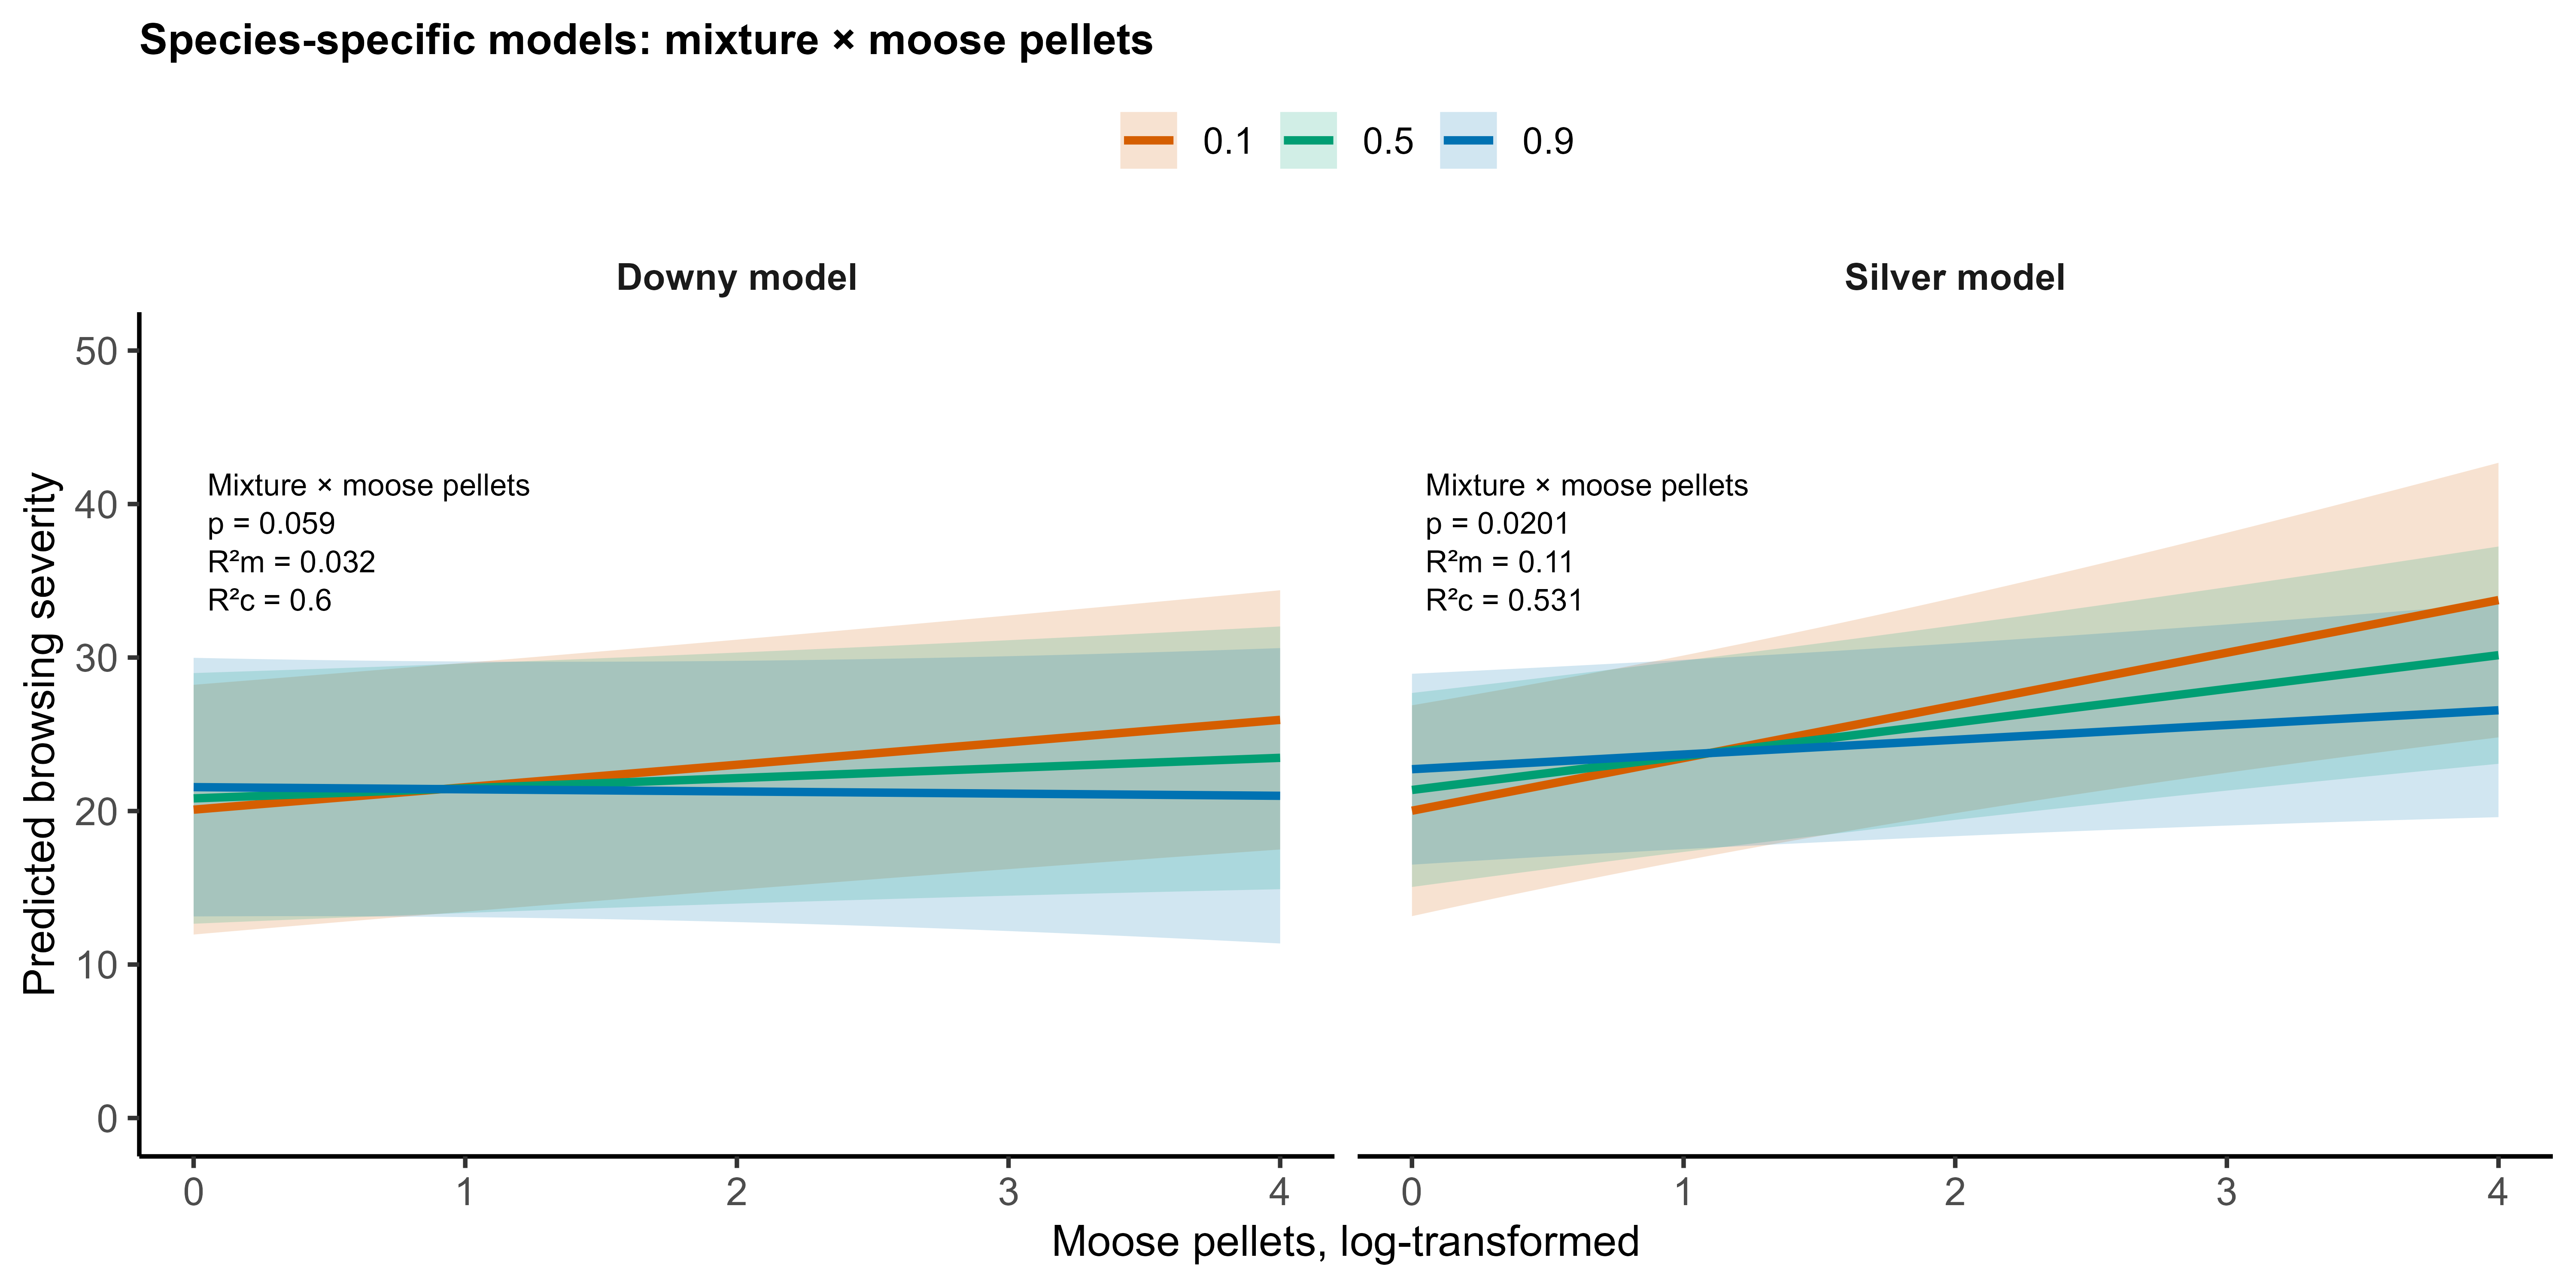 Species-specific models: mixture × moose pellets
0.1 0.5 0.9
Downy model
Silver model
Predicted browsing severity
50
40
30
20
10
0
Mixture × moose pellets
p = 0.059
R²m = 0.032
R²c = 0.6
Mixture × moose pellets
p = 0.0201
R²m = 0.11
R²c = 0.531
0 1 2 3 4
0 1 2 3 4
Moose pellets, log-transformed